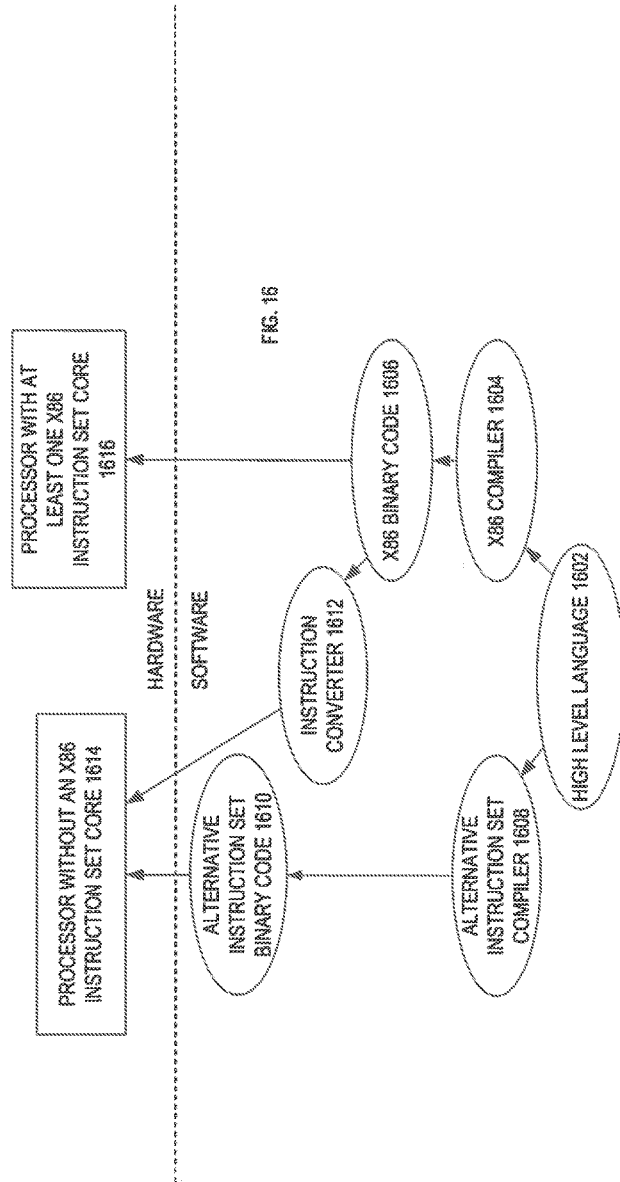 PROCESSOR WITHOUT AN X86
INSTRUCTION SET CORE 1614
PROCESSOR WITH AT
LEAST ONE X86
INSTRUCTION SET CORE
1616
HARDWARE
SOFTWARE
ALTERNATIVE
INSTRUCTION SET
BINARY CODE 1610
INSTRUCTION
CONVERTER 1612
FIG. 16
X86 BINARY CODE 1606
ALTERNATIVE
INSTRUCTION SET
COMPILER 1608
X86 COMPILER 1604
HIGH LEVEL LANGUAGE 1602